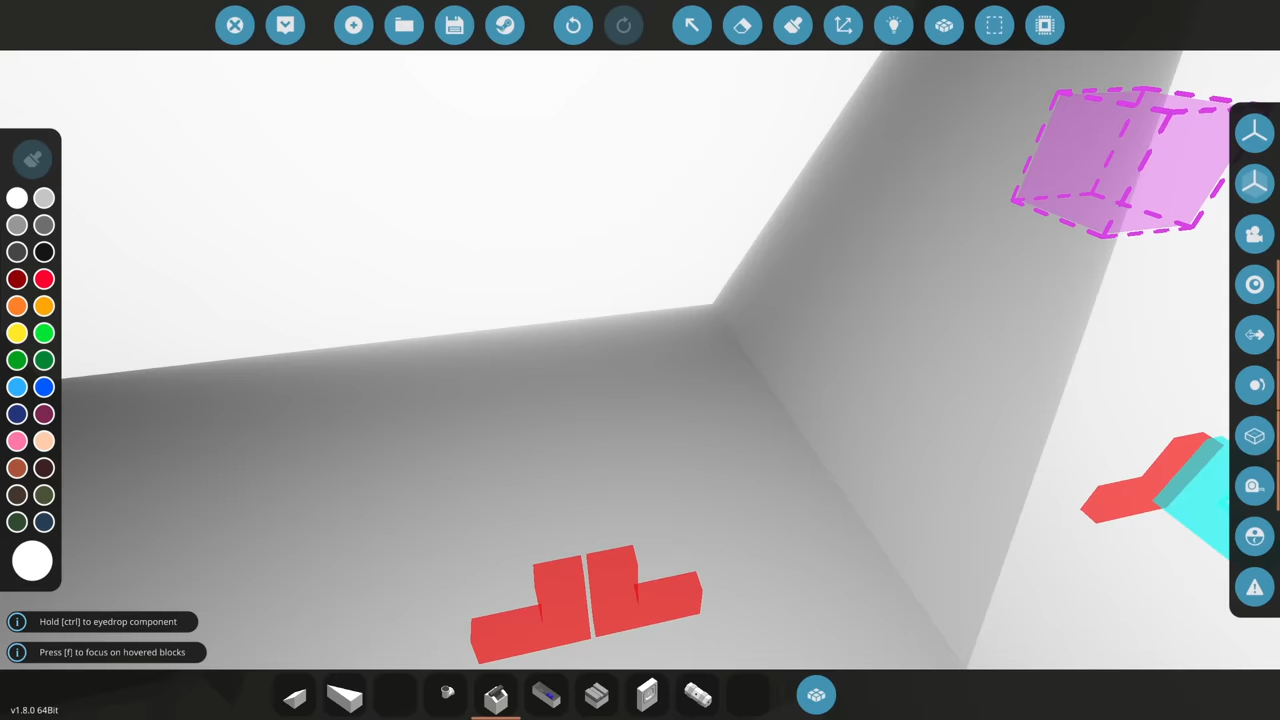 Hold [ctrl] to eyedrop component
Press [f] to focus on hovered blocks
v1.8.0 64Bit